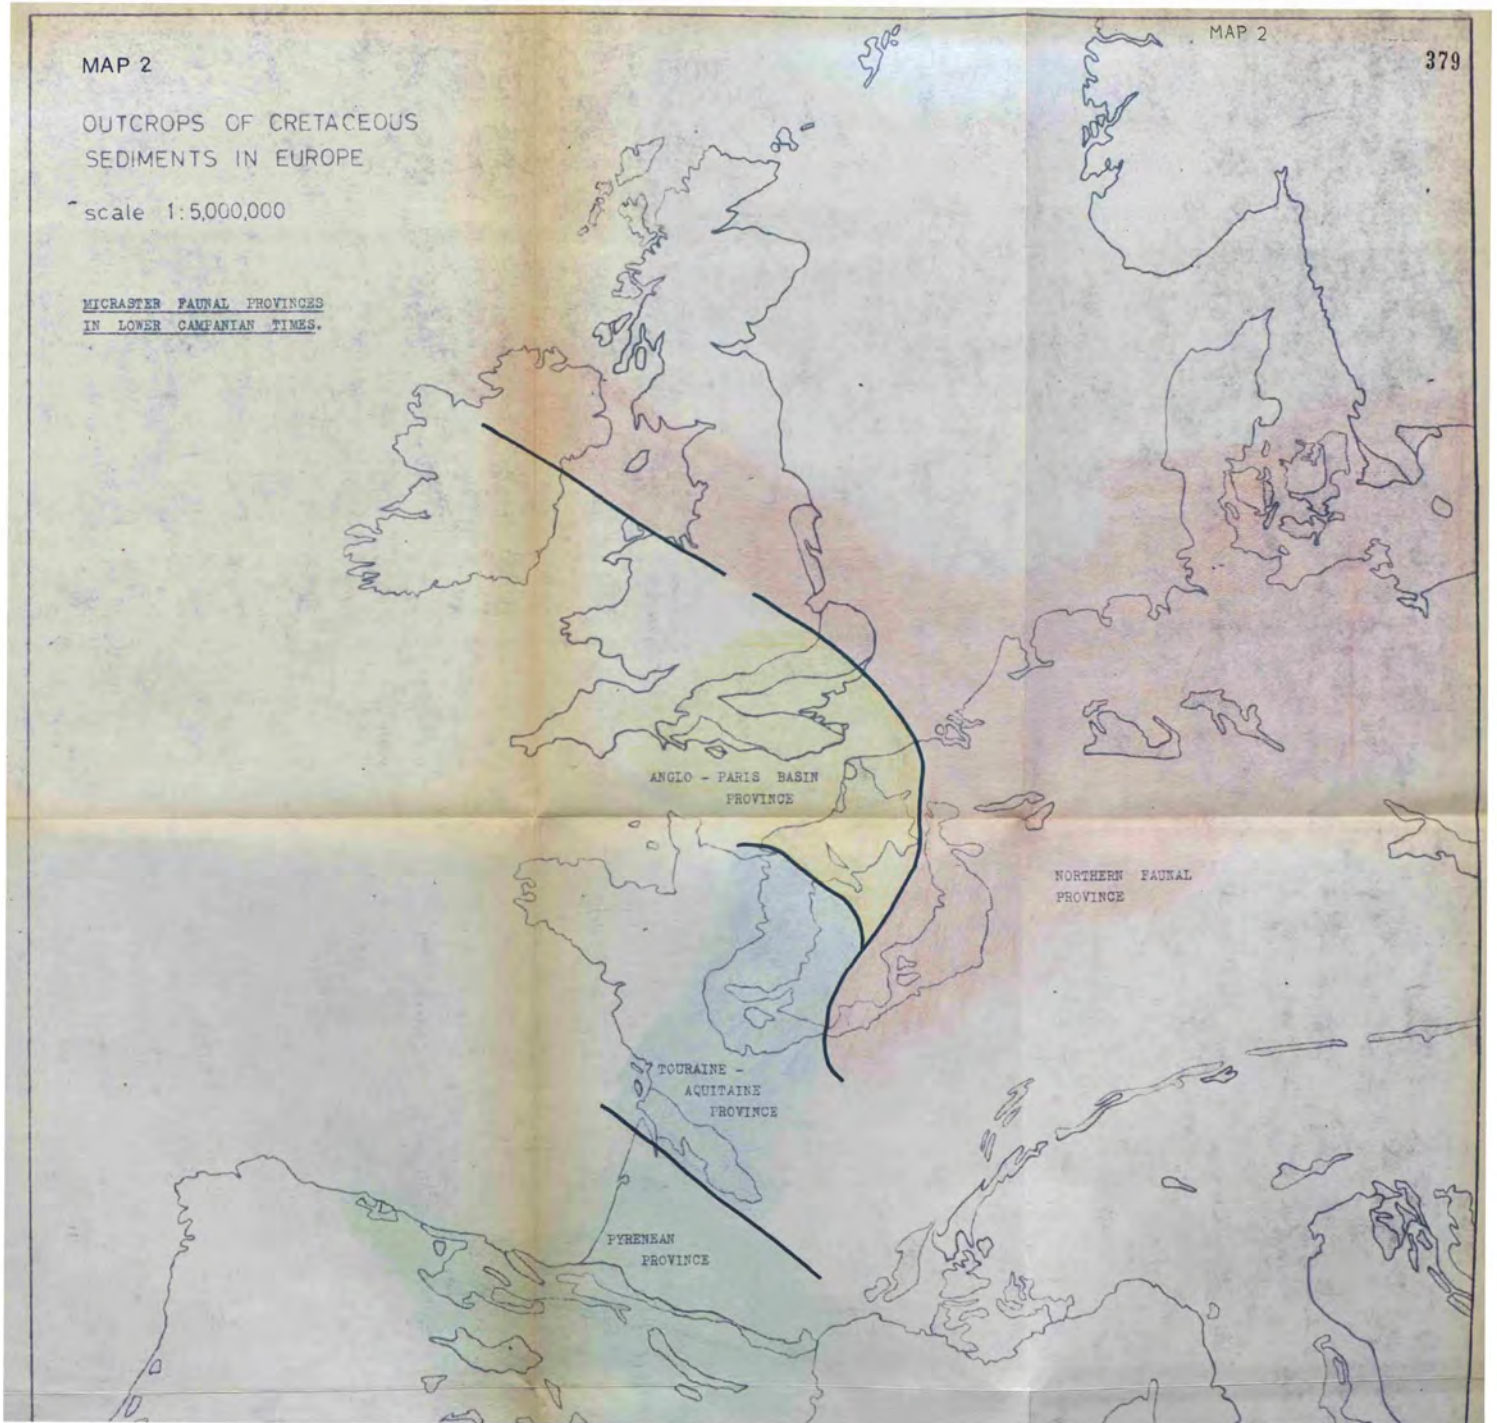 MAP 2
MAP 2
379
OUTCROPS OF CRETACEOUS
SEDIMENTS IN EUROPE
scale 1:5,000,000
MICRASTER FAUNAL PROVINCES
IN LOWER CAMPANIAN TIMES.
ANGLO - PARIS BASIN
PROVINCE
NORTHERN FAUNAL
PROVINCE
TOURAINE -
AQUITAINE
PROVINCE
PYRENEAN
PROVINCE